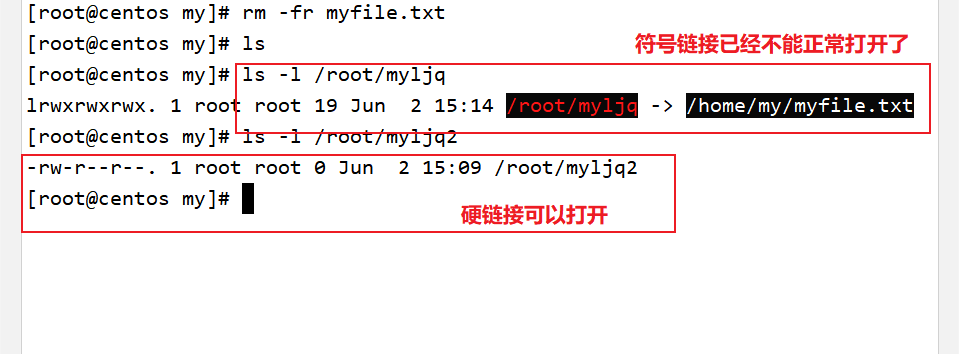 [root@centos my]# rm -fr myfile.txt
[root@centos my]# ls
符号链接已经不能正常打开了
[root@centos my]# ls -l /root/myljq
lrwxrwxrwx. 1 root root 19 Jun  2 15:14 /root/myljq -> /home/my/myfile.txt
[root@centos my]# ls -l /root/myljq2
-rw-r--r--. 1 root root 0 Jun  2 15:09 /root/myljq2
[root@centos my]#
硬链接可以打开